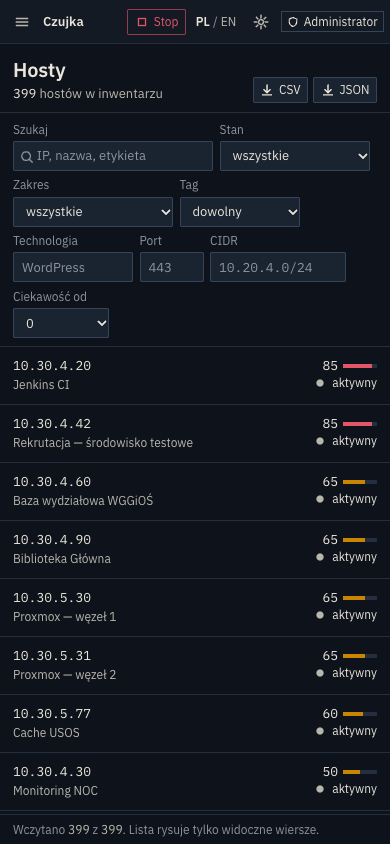 Czujka Stop PL / EN Administrator
Hosty
399 hostów w inwentarzu CSV JSON
Szukaj Stan
IP, nazwa, etykieta wszystkie
Zakres Tag
wszystkie dowolny
Technologia Port CIDR
WordPress 443 10.20.4.0/24
Ciekawość od
0
10.30.4.20 85
Jenkins CI aktywny
10.30.4.42 85
Rekrutacja — środowisko testowe aktywny
10.30.4.60 65
Baza wydziałowa WGGiOŚ aktywny
10.30.4.90 65
Biblioteka Główna aktywny
10.30.5.30 65
Proxmox — węzeł 1 aktywny
10.30.5.31 65
Proxmox — węzeł 2 aktywny
10.30.5.77 60
Cache USOS aktywny
10.30.4.30 50
Monitoring NOC aktywny
Wczytano 399 z 399. Lista rysuje tylko widoczne wiersze.